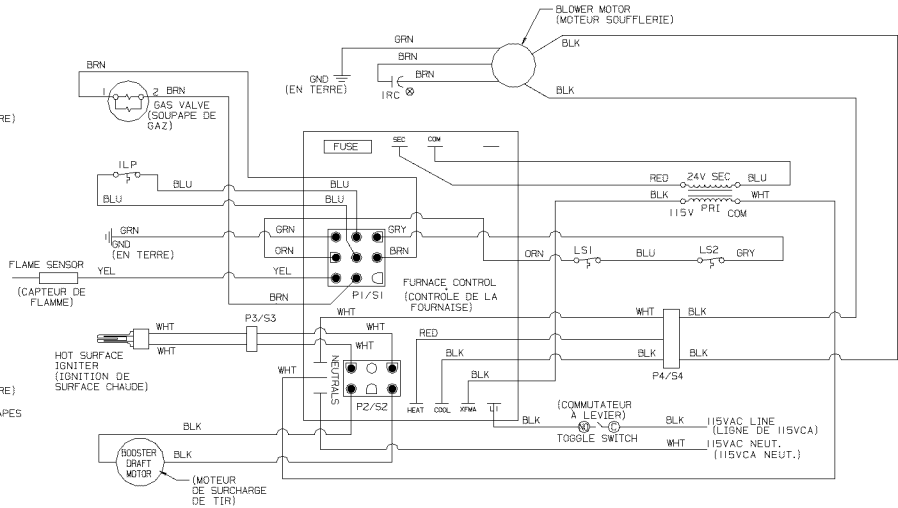 BLOWER MOTOR
(MOTEUR SOUFFLERIE)
GRN
BLK
BRN
BRN
GND
(EN TERRE)
IRC
BRN
BLK
1
2
BRN
GAS VALVE
(SOUPAPE DE
GAZ)
RE)
FUSE
SEC
COM
ILP
BLU
BLU
BLU
BLU
RED
24V SEC
BLU
BLK
WHT
115V
PRI
COM
GRN
GND
(EN TERRE)
GRN
GRY
ORN
BRN
ORN
LS1
BLU
LS2
GRY
FLAME SENSOR
YEL
YEL
(CAPTEUR DE
FLAMME)
BRN
P1/S1
FURNACE CONTROL
(CONTROLE DE LA
FOURNAISE)
P3/S3
WHT
WHT
BLK
WHT
WHT
RED
WHT
WHT
BLK
BLK
BLK
HOT SURFACE
IGNITER
(IGNITION DE
SURFACE CHAUDE)
WHT
NEUTRALS
P4/S4
RE)
APES
P2/S2
HEAT
COOL
XFMA
L1
(COMMUTATEUR
À LEVIER)
BLK
NO
C
BLK
115VAC LINE
(LIGNE DE 115VCA)
TOGGLE SWITCH
BLK
WHT
115VAC NEUT.
(115VCA NEUT.)
BOOSTER
DRAFT
MOTOR
BLK
(MOTEUR
DE SURCHARGE
DE TIR)